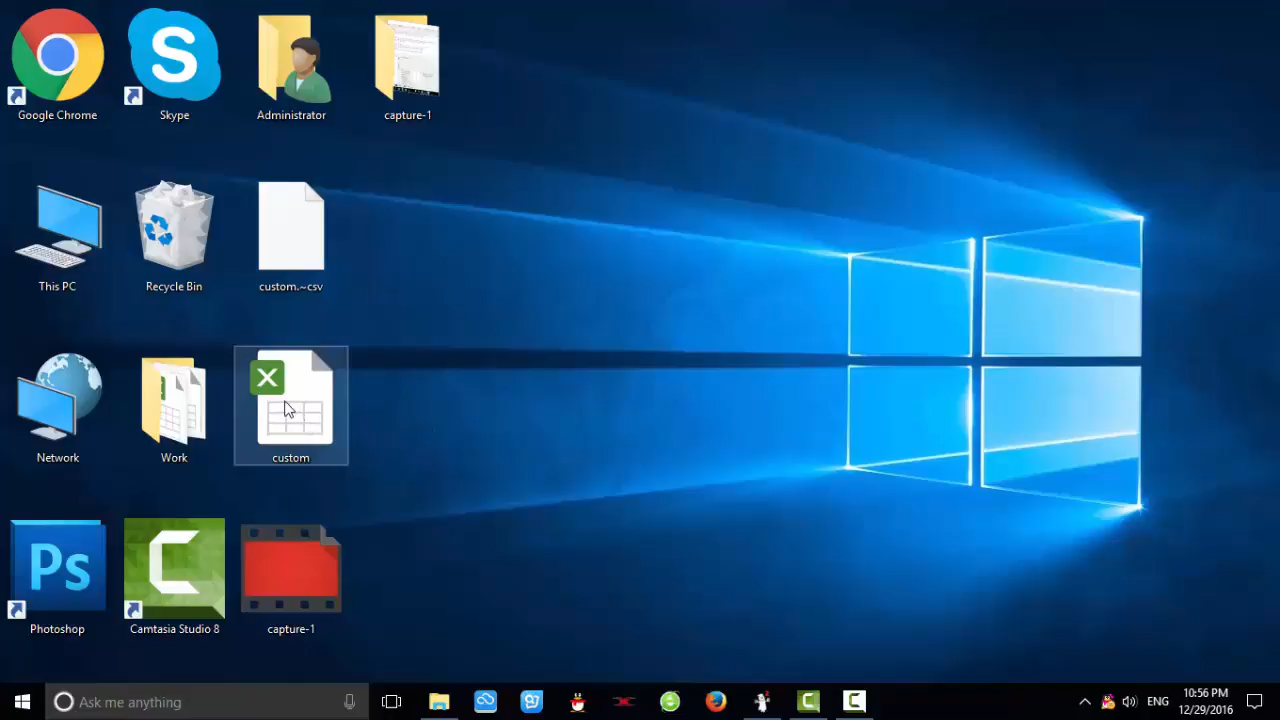 Google Chrome
Skype
Administrator
capture-1
This PC
Recycle Bin
custom.~csv
Network
Work
custom
Photoshop
Camtasia Studio 8
capture-1
Ask me anything
ENG
10:56 PM
12/29/2016